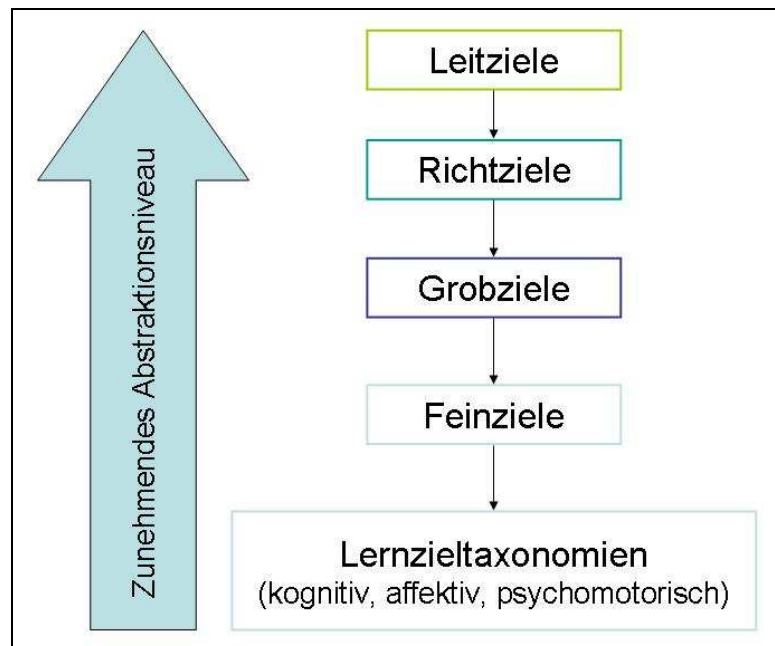 Zunehmendes Abstraktionsniveau
Leitziele
Richtziele
Grobziele
Feinziele
Lernzieltaxonomien
(kognitiv, affektiv, psychomotorisch)